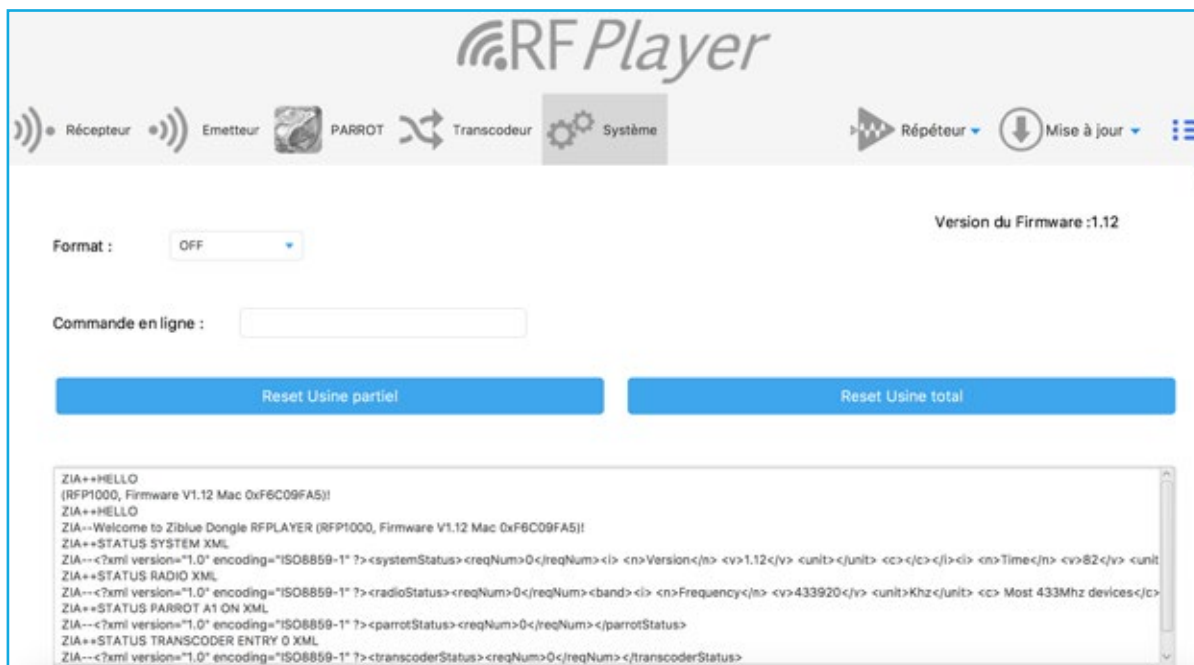 RFPlayer
Récepteur Emetteur PARROT Transcodeur Système Répéteur Mise à jour
Version du Firmware :1.12
Format : OFF
Commande en ligne :
Reset Usine partiel Reset Usine total
ZIA++HELLO
(RFP1000, Firmware V1.12 Mac 0xF6C09FA5)!
ZIA++HELLO
ZIA--Welcome to Ziblue Dongle RFPLAYER (RFP1000, Firmware V1.12 Mac 0xF6C09FA5)!
ZIA++STATUS SYSTEM XML
ZIA--<?xml version="1.0" encoding="ISO8859-1" ?><systemStatus><reqNum>0</reqNum><i> <n>Version</n> <v>1.12</v> <unit></unit> <c></c></i><i> <n>Time</n> <v>82</v> <unit
ZIA++STATUS RADIO XML
ZIA--<?xml version="1.0" encoding="ISO8859-1" ?><radioStatus><reqNum>0</reqNum><band><i> <n>Frequency</n> <v>433920</v> <unit>Khz</unit> <c> Most 433Mhz devices</c>
ZIA++STATUS PARROT A1 ON XML
ZIA--<?xml version="1.0" encoding="ISO8859-1" ?><parrotStatus><reqNum>0</reqNum></parrotStatus>
ZIA++STATUS TRANSCODER ENTRY 0 XML
ZIA--<?xml version="1.0" encoding="ISO8859-1" ?><transcoderStatus><reqNum>0</reqNum></transcoderStatus>